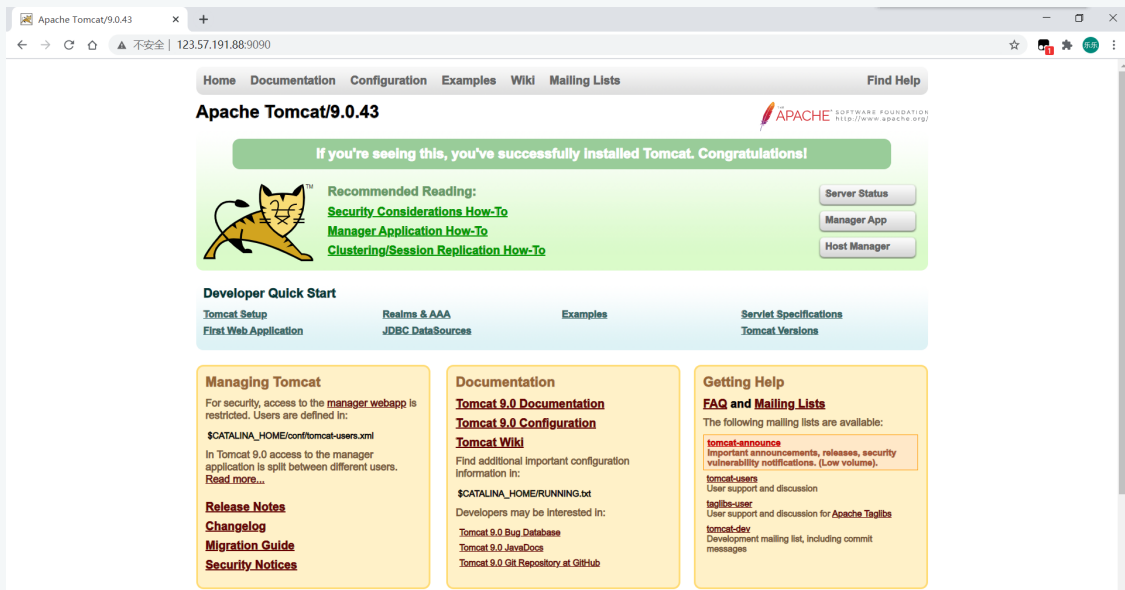 Apache Tomcat/9.0.43
不安全 | 123.57.191.88:9090
1
乐乐
Home Documentation Configuration Examples Wiki Mailing Lists Find Help
Apache Tomcat/9.0.43
THE
APACHE
SOFTWARE FOUNDATION
http://www.apache.org/
If you're seeing this, you've successfully installed Tomcat. Congratulations!
TM
Recommended Reading:
Security Considerations How-To
Manager Application How-To
Clustering/Session Replication How-To
Server Status
Manager App
Host Manager
Developer Quick Start
Tomcat Setup
First Web Application
Realms & AAA
JDBC DataSources
Examples
Servlet Specifications
Tomcat Versions
Managing Tomcat
For security, access to the manager webapp is
restricted. Users are defined in:
$CATALINA_HOME/conf/tomcat-users.xml
In Tomcat 9.0 access to the manager
application is split between different users.
Read more...
Release Notes
Changelog
Migration Guide
Security Notices
Documentation
Tomcat 9.0 Documentation
Tomcat 9.0 Configuration
Tomcat Wiki
Find additional important configuration
information in:
$CATALINA_HOME/RUNNING.txt
Developers may be interested in:
Tomcat 9.0 Bug Database
Tomcat 9.0 JavaDocs
Tomcat 9.0 Git Repository at GitHub
Getting Help
FAQ and Mailing Lists
The following mailing lists are available:
tomcat-announce
Important announcements, releases, security
vulnerability notifications. (Low volume).
tomcat-users
User support and discussion
taglibs-user
User support and discussion for Apache Taglibs
tomcat-dev
Development mailing list, including commit
messages